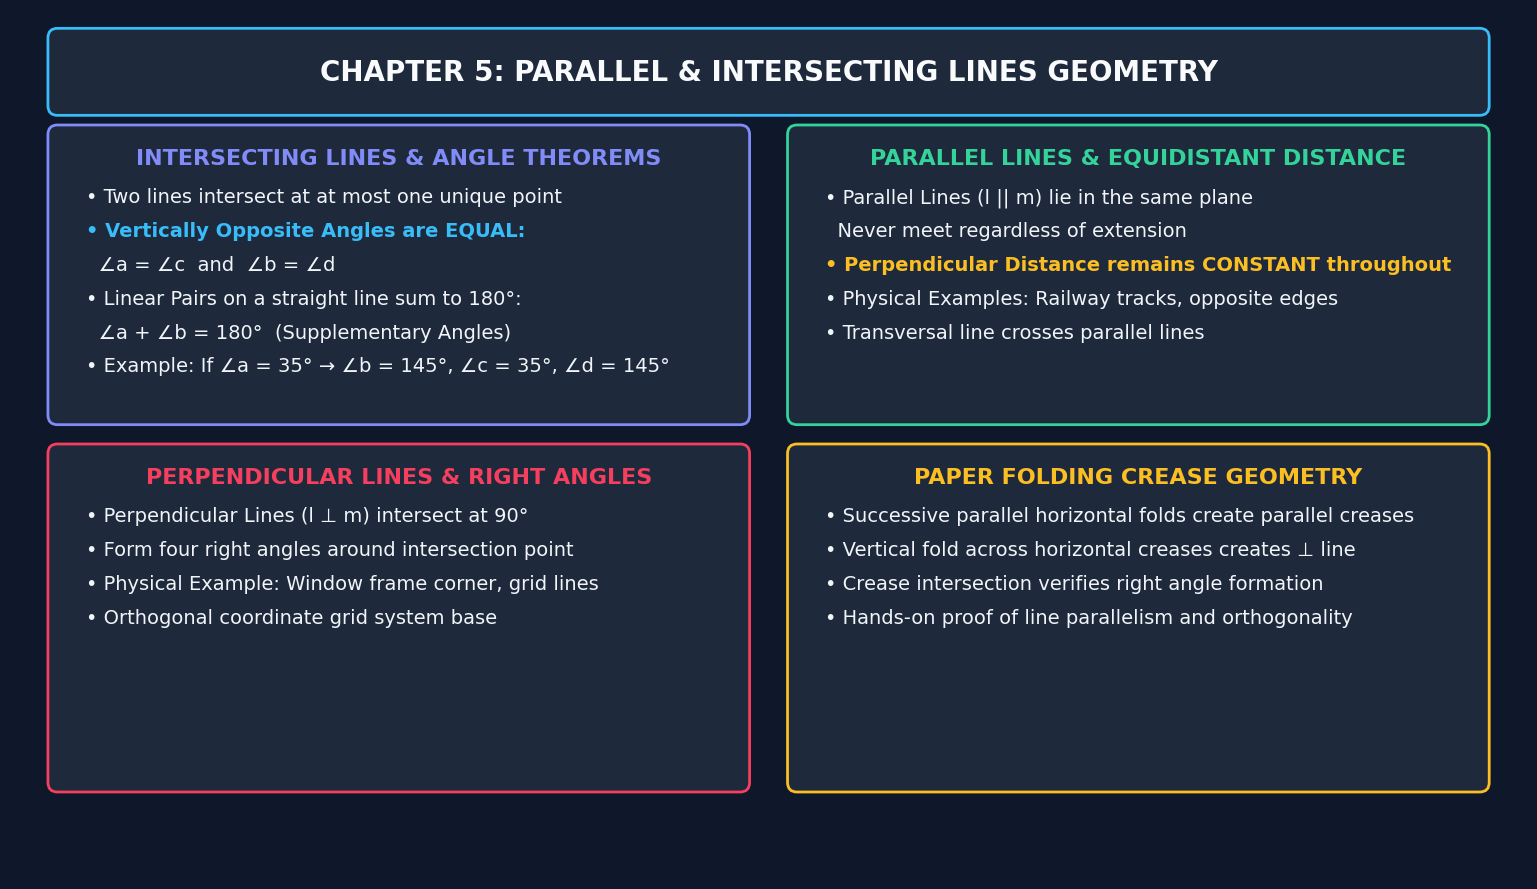 CHAPTER 5: PARALLEL & INTERSECTING LINES GEOMETRY
INTERSECTING LINES & ANGLE THEOREMS
• Two lines intersect at at most one unique point
• Vertically Opposite Angles are EQUAL:
∠a = ∠c  and  ∠b = ∠d
• Linear Pairs on a straight line sum to 180°:
∠a + ∠b = 180°  (Supplementary Angles)
• Example: If ∠a = 35° → ∠b = 145°, ∠c = 35°, ∠d = 145°
PARALLEL LINES & EQUIDISTANT DISTANCE
• Parallel Lines (l || m) lie in the same plane
Never meet regardless of extension
• Perpendicular Distance remains CONSTANT throughout
• Physical Examples: Railway tracks, opposite edges
• Transversal line crosses parallel lines
PERPENDICULAR LINES & RIGHT ANGLES
• Perpendicular Lines (l ⊥ m) intersect at 90°
• Form four right angles around intersection point
• Physical Example: Window frame corner, grid lines
• Orthogonal coordinate grid system base
PAPER FOLDING CREASE GEOMETRY
• Successive parallel horizontal folds create parallel creases
• Vertical fold across horizontal creases creates ⊥ line
• Crease intersection verifies right angle formation
• Hands-on proof of line parallelism and orthogonality